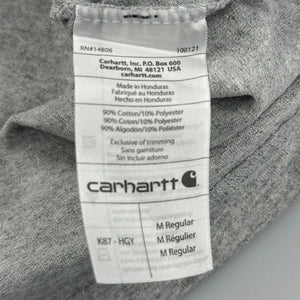 RN#14806 100121
Carhartt, Inc. P.O. Box 600
Dearborn, MI 48121 USA
carhartt.com
Made in Honduras
Fabriqué au Honduras
Hecho en Honduras
90% Cotton/10% Polyester
90% Coton/10% Polyester
90% Algodón/10% Poliéster
Exclusive of trimming
Sans garniture
Sin incluir adorno
carhartt
K87 - HGY
M Regular
M Régulier
M Regular